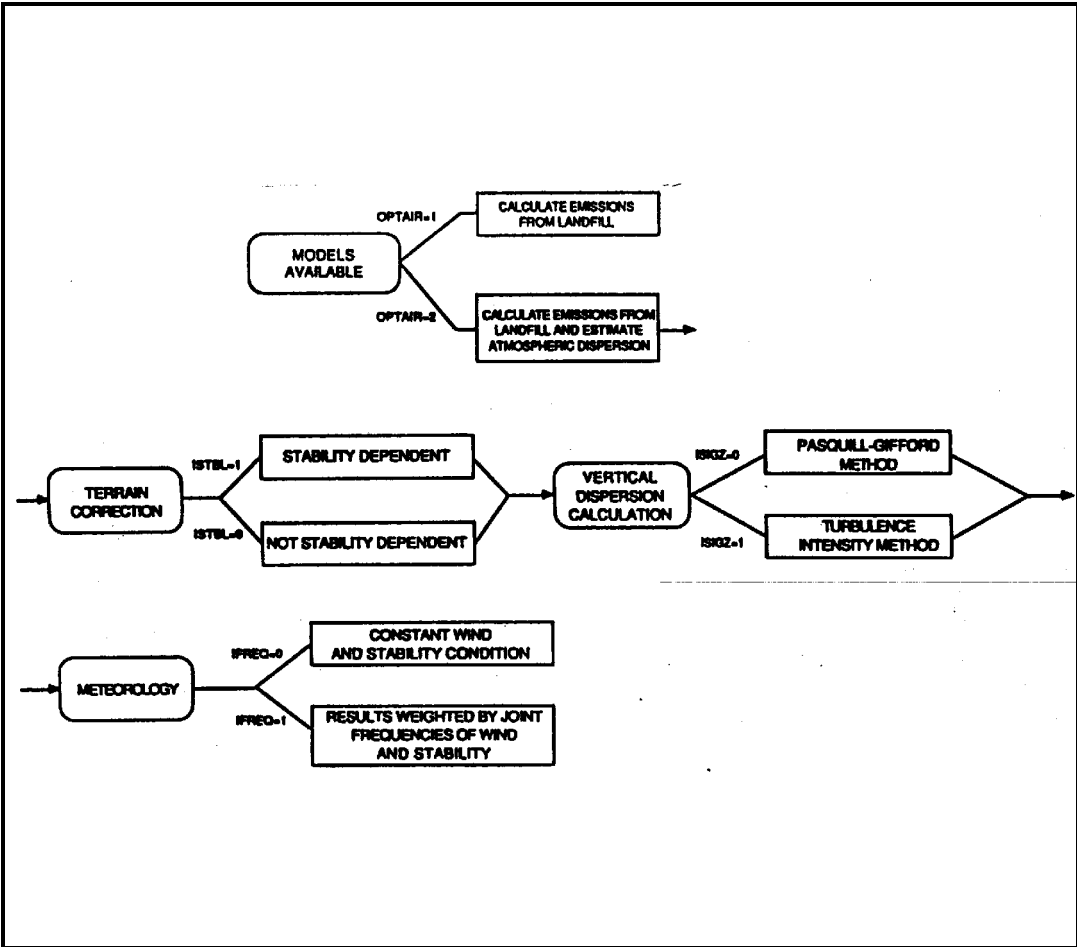 OPTAIR=1
CALCULATE EMISSIONS
FROM LANDFILL
MODELS
AVAILABLE
OPTAIR=2
CALCULATE EMISSIONS FROM
LANDFILL AND ESTIMATE
ATMOSPHERIC DISPERSION
TERRAIN
CORRECTION
ISTBL=1
STABILITY DEPENDENT
ISTBL=0
NOT STABILITY DEPENDENT
VERTICAL
DISPERSION
CALCULATION
ISIGZ=0
PASQUILL-GIFFORD
METHOD
ISIGZ=1
TURBULENCE
INTENSITY METHOD
METEOROLOGY
IFREQ=0
CONSTANT WIND
AND STABILITY CONDITION
IFREQ=1
RESULTS WEIGHTED BY JOINT
FREQUENCIES OF WIND
AND STABILITY